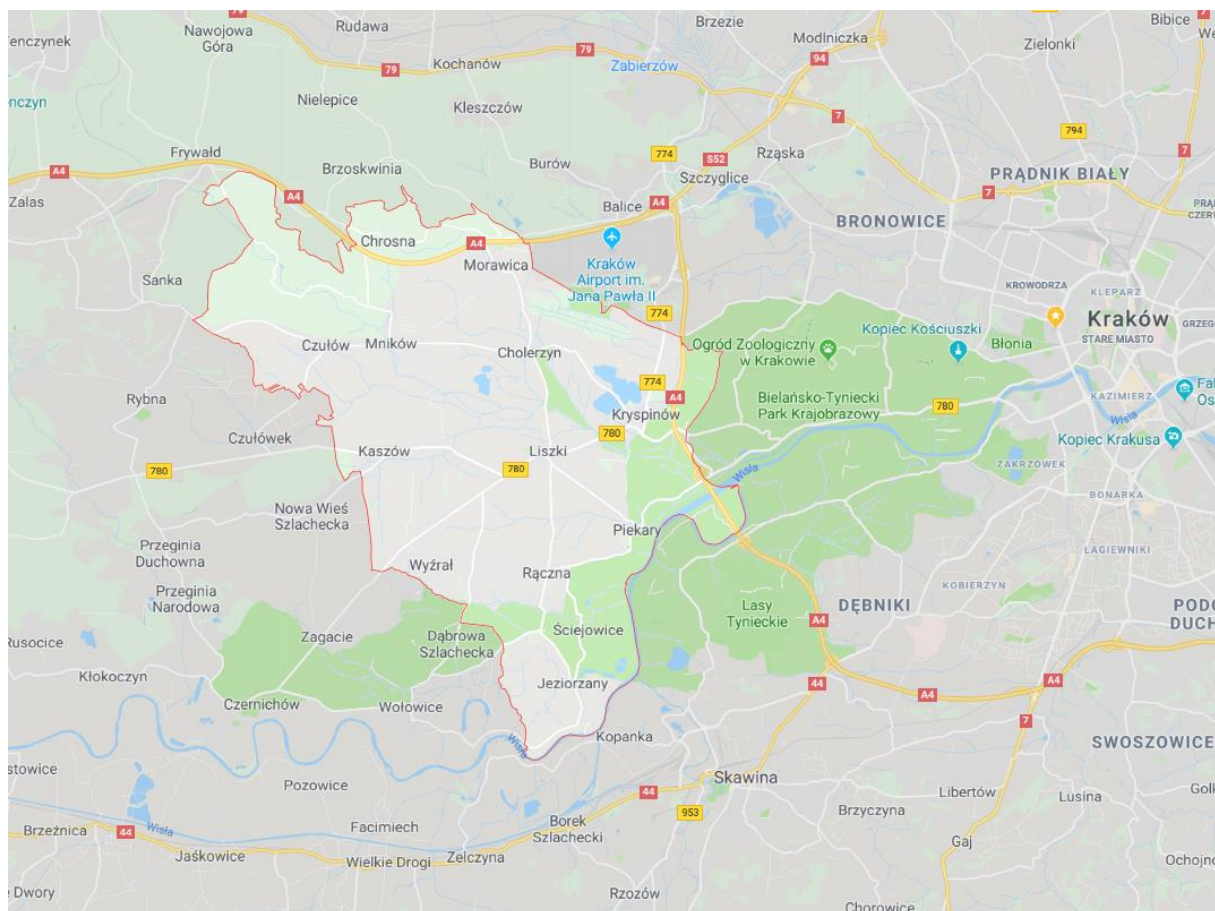 79
Brzezie
7
Bibice
Nawojowa
Góra
Rudawa
Modlniczka
Zielonki
Kochanów
79
Zabierzów
94
79
Nielepice
Kleszczów
7
794
Frywałd
774
S52
Rząska
7
A4
Brzoskwinia
Burów
Szczyglice
PRĄDNIK BIAŁY
7
Zalas
A4
Balice
A4
BRONOWICE
Chrosna
A4
Morawica
Kraków
Airport im.
Jana Pawła II
Sanka
KROWODRZA
KLEPARZ
774
Kopiec Kościuszki
Kraków
STARE MIASTO
Błonia
Czułów
Mników
Cholerzyn
Ogród Zoologiczny
w Krakowie
774
A4
Rybna
Bielańsko-Tyniecki
Park Krajobrazowy
780
KAZIMIERZ
Wisła
Kryspinów
Czułówek
780
Kopiec Krakusa
Kaszów
Liszki
780
780
Wisła
ZAKRZÓWEK
BONARKA
Nowa Wieś
Szlachecka
Piekary
Przeginia
Duchowna
ŁAGIEWNIKI
Wyźrał
Rączna
KOBIERZYN
Przeginia
Narodowa
Lasy
Tynieckie
DĘBNIKI
A4
Zagacie
Dąbrowa
Szlachecka
Ściejowice
Rusocice
Kłokoczyn
Jeziorzany
44
A4
A4
Czernichów
Wołowice
7
Kopanka
Wisła
SWOSZOWICE
Pozowice
Skawina
44
Libertów
Lusina
953
Brzyczyna
Brzeźnica
44
Wisła
Facimiech
Borek
Szlachecki
Gaj
Jaśkowice
Wielkie Drogi
Zelczyna
Rzozów
Chorowice